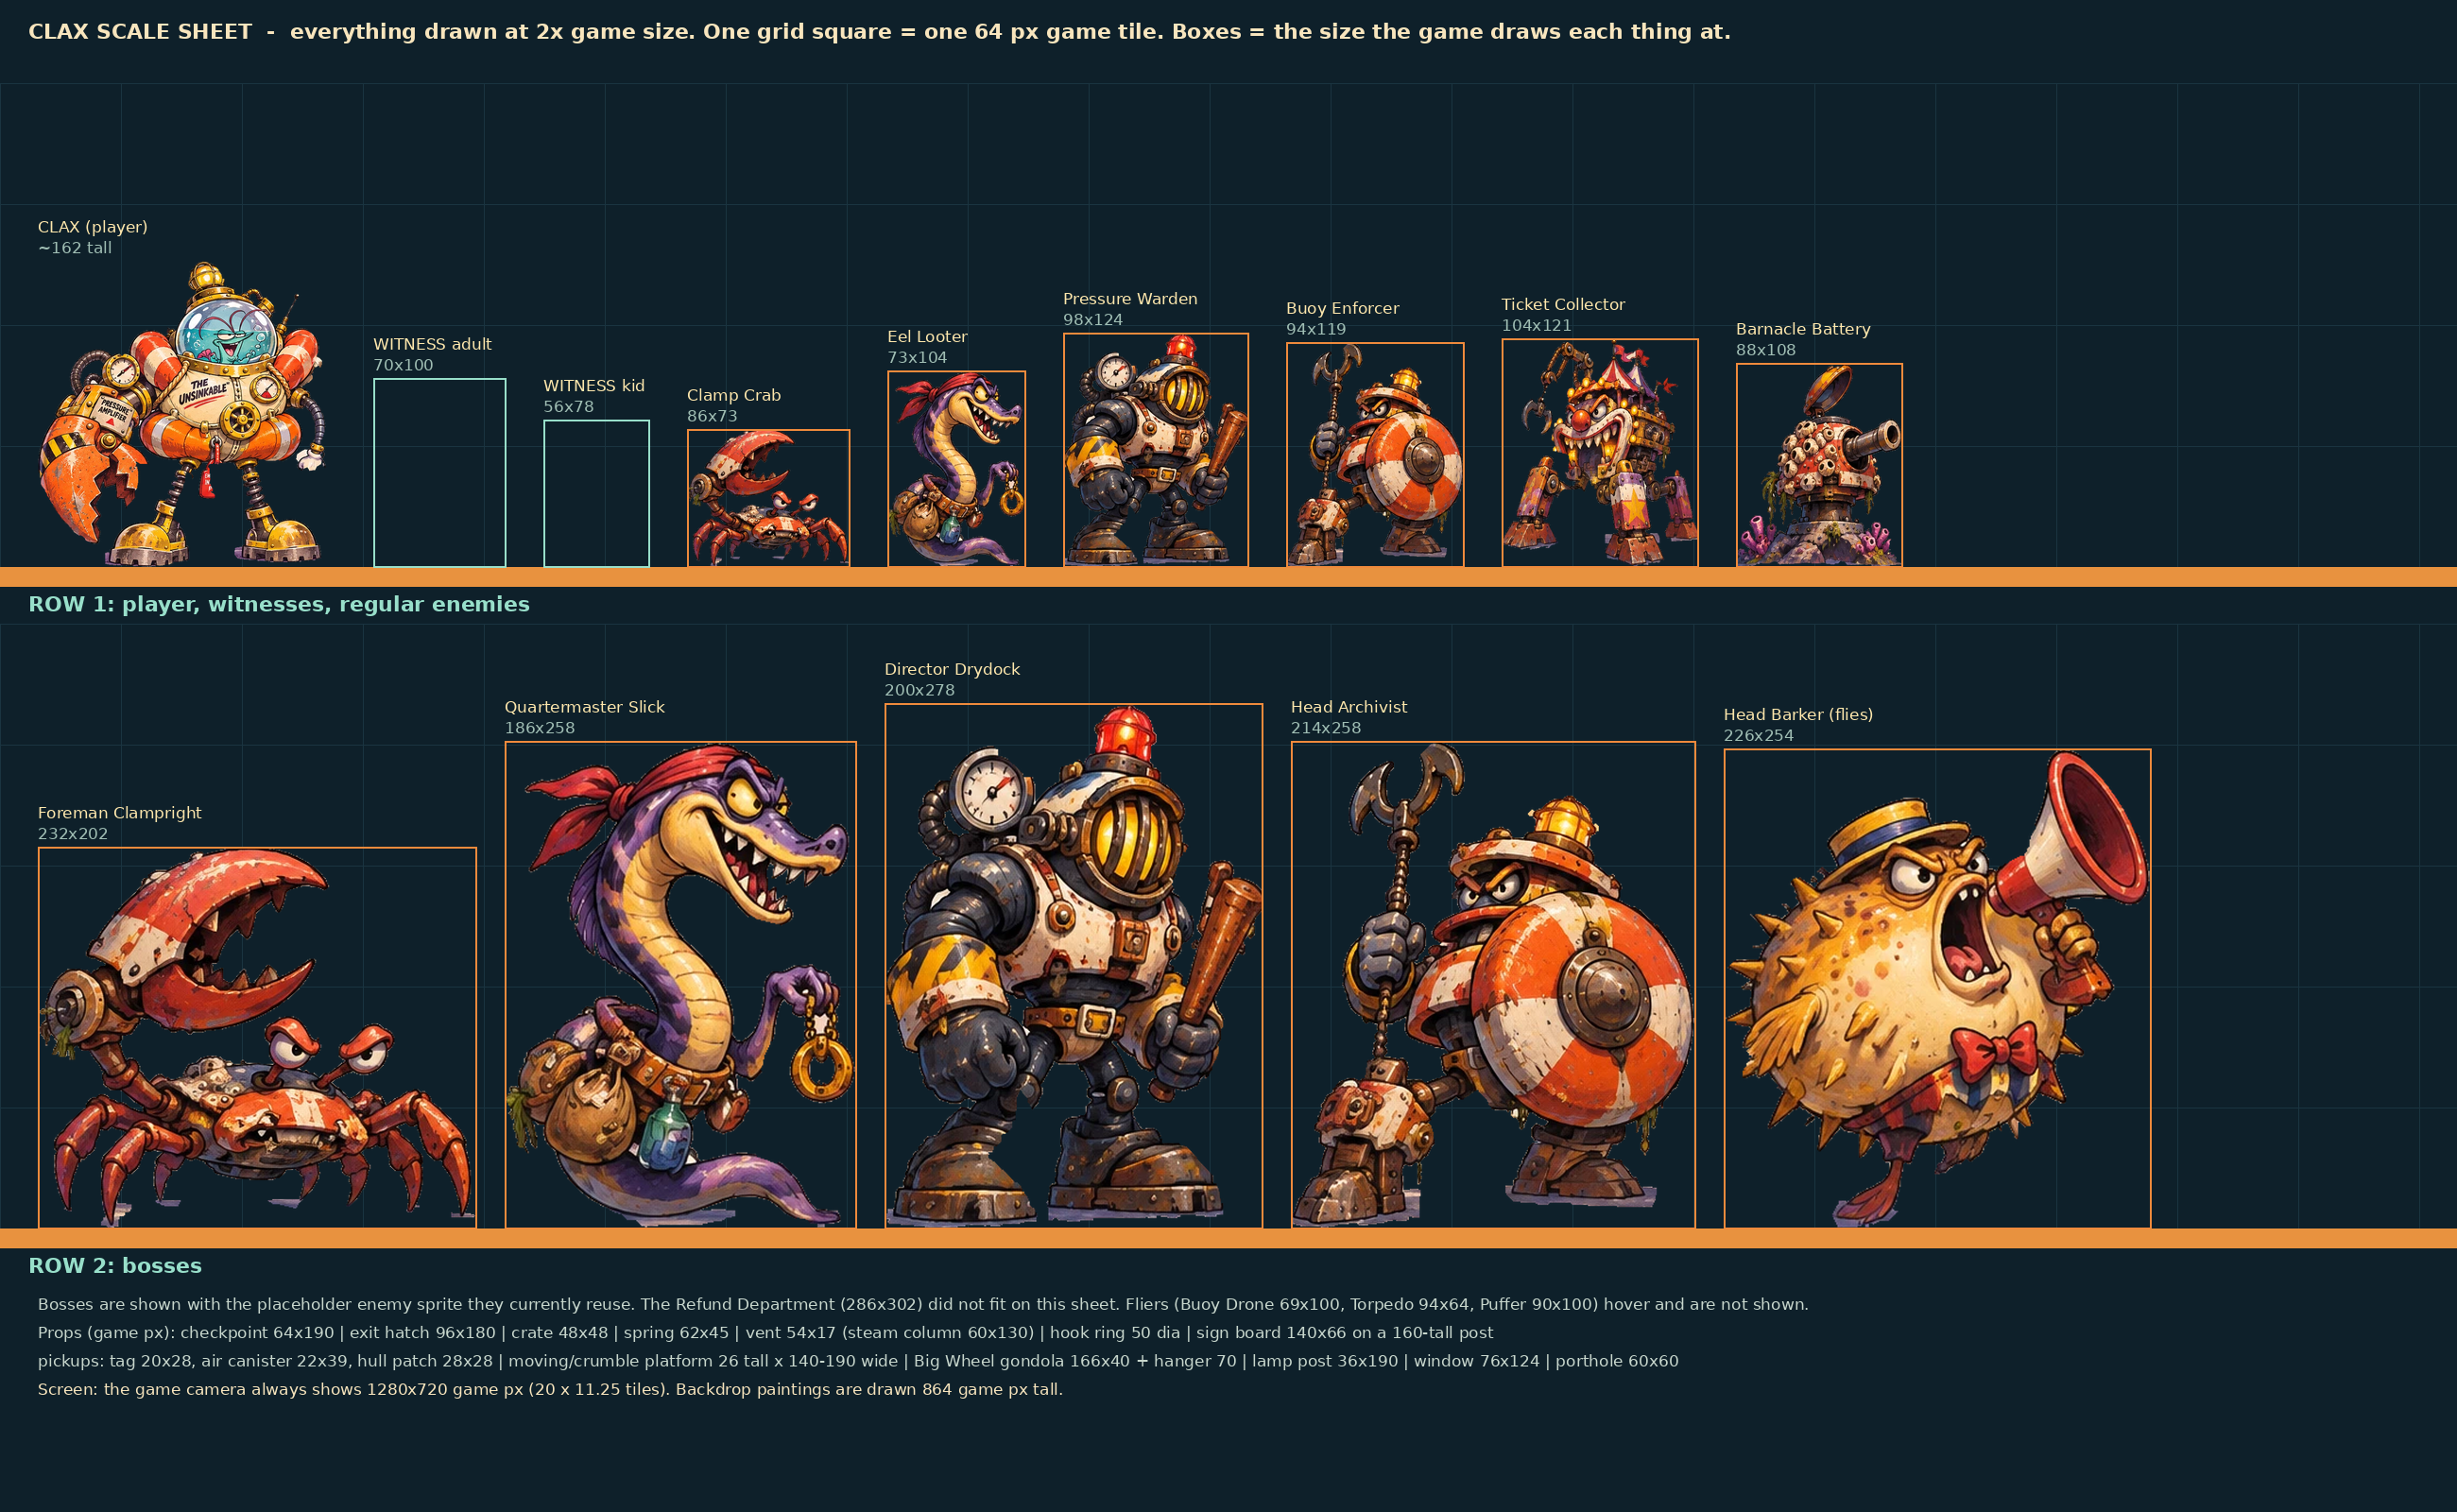 CLAX SCALE SHEET  -  everything drawn at 2x game size. One grid square = one 64 px game tile. Boxes = the size the game draws each thing at.
CLAX (player)
~162 tall
THE UNSINKABLE
"PRESSURE" AMPLIFIER
WITNESS adult
70x100
WITNESS kid
56x78
Clamp Crab
86x73
Eel Looter
73x104
Pressure Warden
98x124
Buoy Enforcer
94x119
Ticket Collector
104x121
Barnacle Battery
88x108
ROW 1: player, witnesses, regular enemies
Foreman Clampright
232x202
Quartermaster Slick
186x258
Director Drydock
200x278
Head Archivist
214x258
Head Barker (flies)
226x254
ROW 2: bosses
Bosses are shown with the placeholder enemy sprite they currently reuse. The Refund Department (286x302) did not fit on this sheet. Fliers (Buoy Drone 69x100, Torpedo 94x64, Puffer 90x100) hover and are not shown.
Props (game px): checkpoint 64x190 | exit hatch 96x180 | crate 48x48 | spring 62x45 | vent 54x17 (steam column 60x130) | hook ring 50 dia | sign board 140x66 on a 160-tall post
pickups: tag 20x28, air canister 22x39, hull patch 28x28 | moving/crumble platform 26 tall x 140-190 wide | Big Wheel gondola 166x40 + hanger 70 | lamp post 36x190 | window 76x124 | porthole 60x60
Screen: the game camera always shows 1280x720 game px (20 x 11.25 tiles). Backdrop paintings are drawn 864 game px tall.